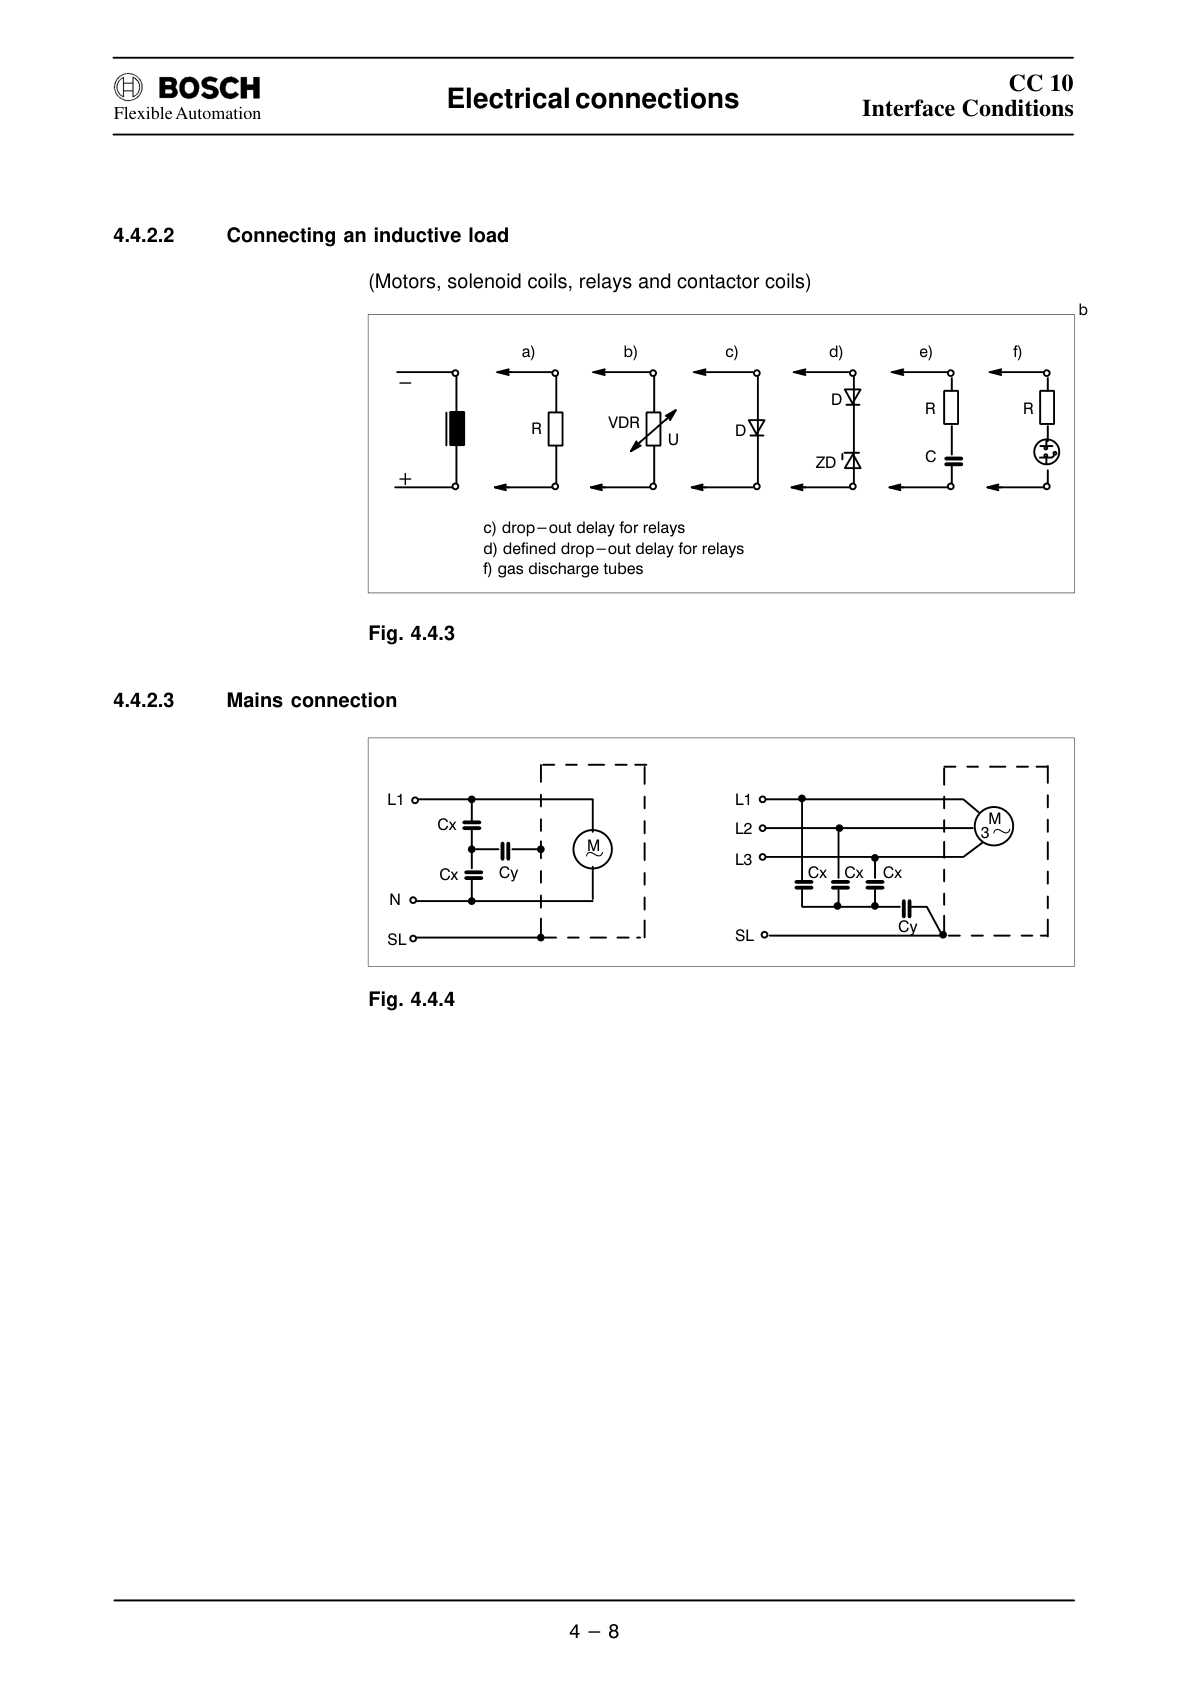 BOSCH
Flexible Automation
Electrical connections
CC 10
Interface Conditions
4.4.2.2 Connecting an inductive load
(Motors, solenoid coils, relays and contactor coils)
b
a) b) c) d) e) f)
–
+
R
VDR
U
D
D
ZD
R
C
R
c) drop–out delay for relays
d) defined drop–out delay for relays
f) gas discharge tubes
Fig. 4.4.3
4.4.2.3 Mains connection
L1
Cx
Cx
Cy
M
~
N
SL
L1
L2
L3
Cx Cx Cx
Cy
M
3 ~
SL
Fig. 4.4.4
4 – 8